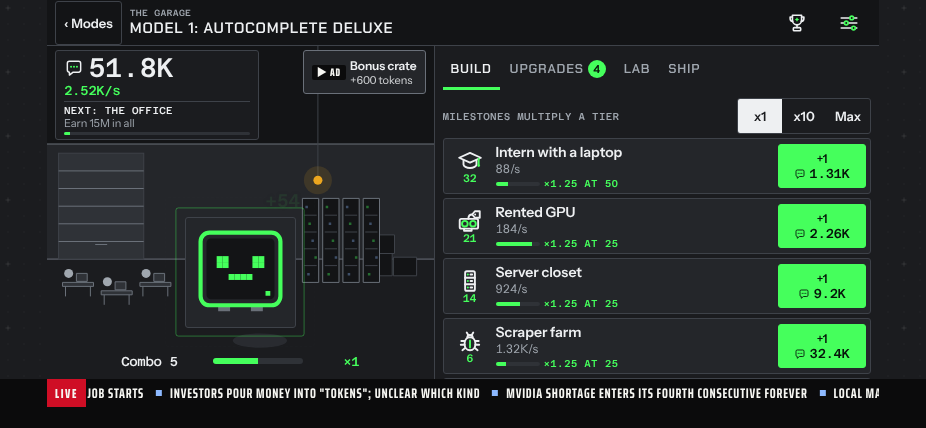 ‹ Modes
THE GARAGE
MODEL 1: AUTOCOMPLETE DELUXE
51.8K
2.52K/s
NEXT: THE OFFICE
Earn 15M in all
AD
Bonus crate
+600 tokens
+54
Combo 5
×1
BUILD
UPGRADES 4
LAB
SHIP
MILESTONES MULTIPLY A TIER
x1
x10
Max
Intern with a laptop
88/s
32
×1.25 AT 50
+1
1.31K
Rented GPU
184/s
21
×1.25 AT 25
+1
2.26K
Server closet
924/s
14
×1.25 AT 25
+1
9.2K
Scraper farm
1.32K/s
6
×1.25 AT 25
+1
32.4K
LIVE
JOB STARTS ■ INVESTORS POUR MONEY INTO "TOKENS"; UNCLEAR WHICH KIND ■ MVIDIA SHORTAGE ENTERS ITS FOURTH CONSECUTIVE FOREVER ■ LOCAL MA